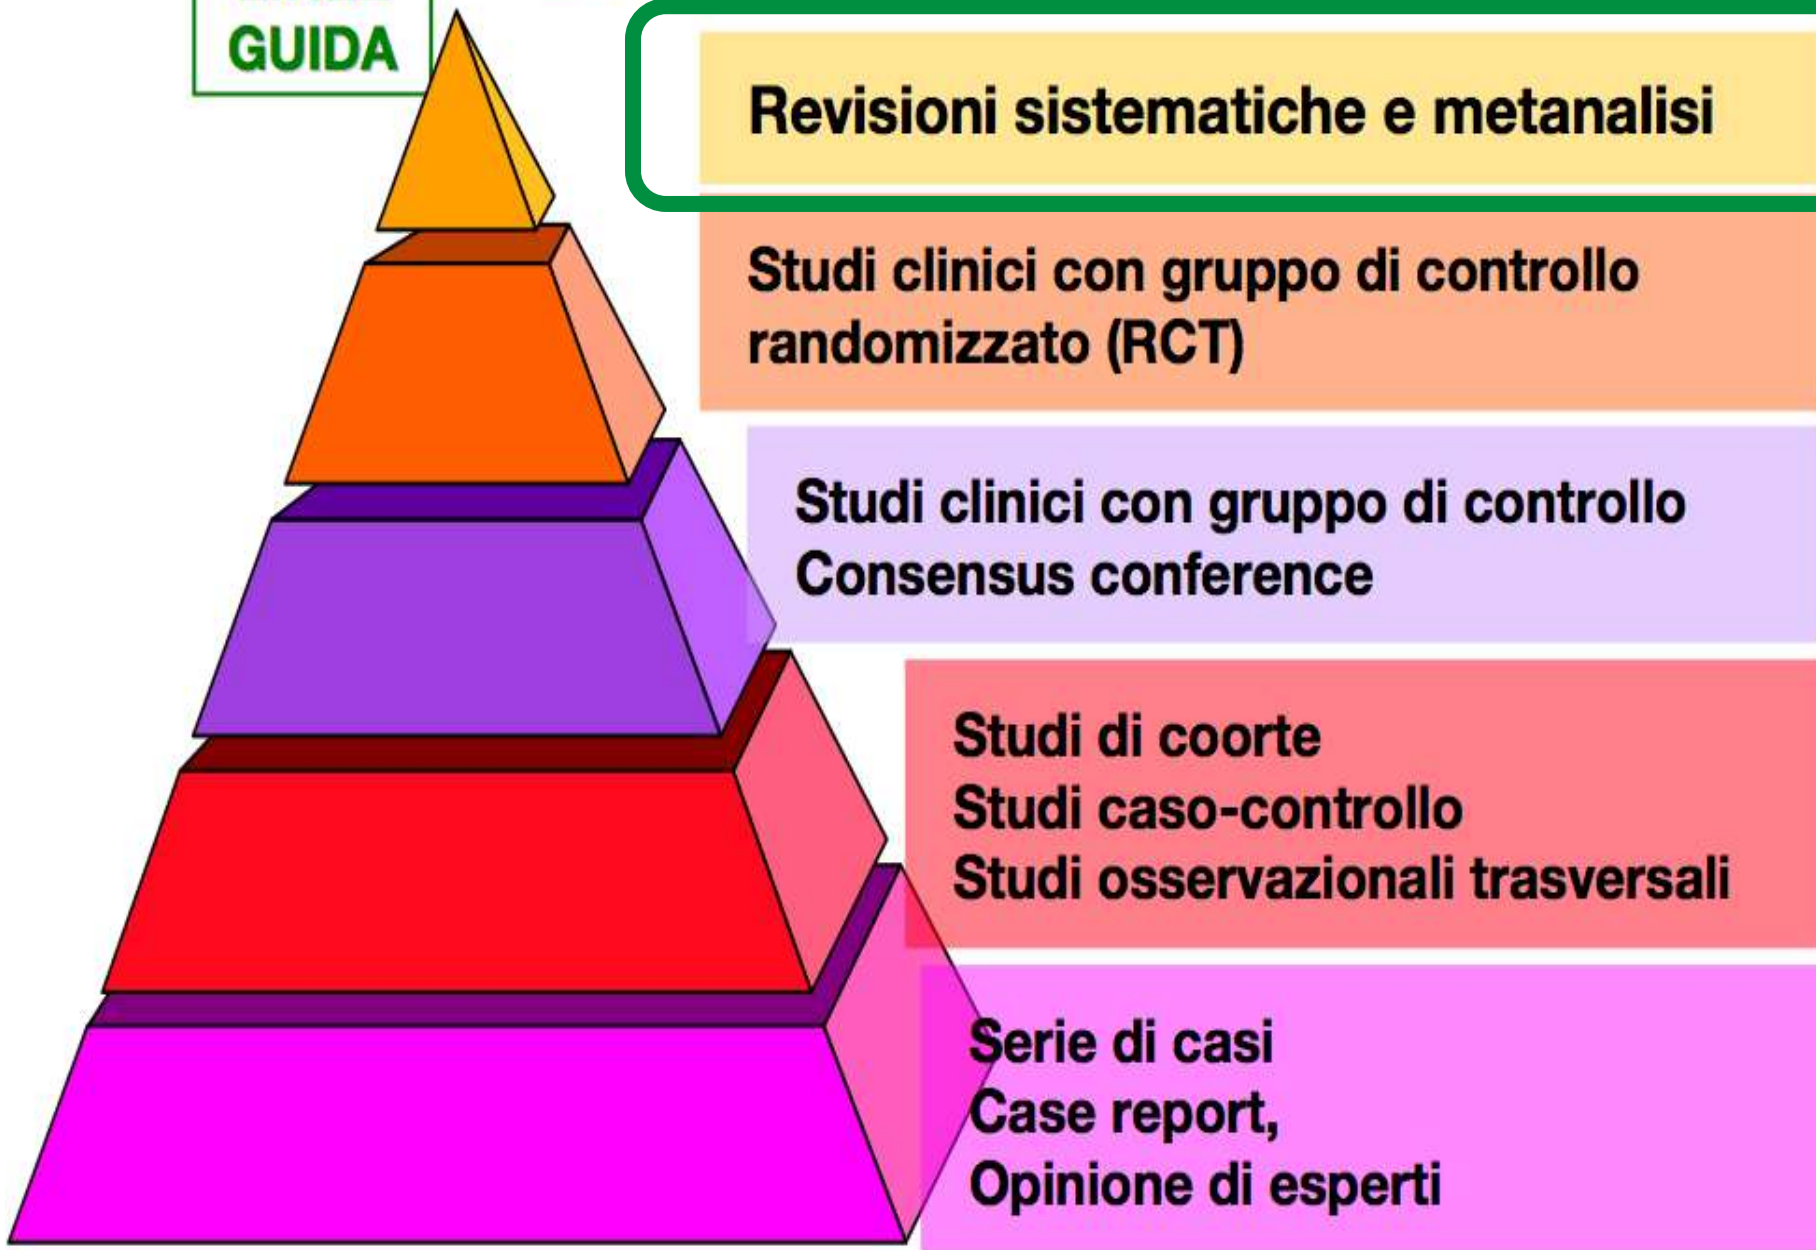 GUIDA
Revisioni sistematiche e metanalisi
Studi clinici con gruppo di controllo
randomizzato (RCT)
Studi clinici con gruppo di controllo
Consensus conference
Studi di coorte
Studi caso-controllo
Studi osservazionali trasversali
Serie di casi
Case report,
Opinione di esperti